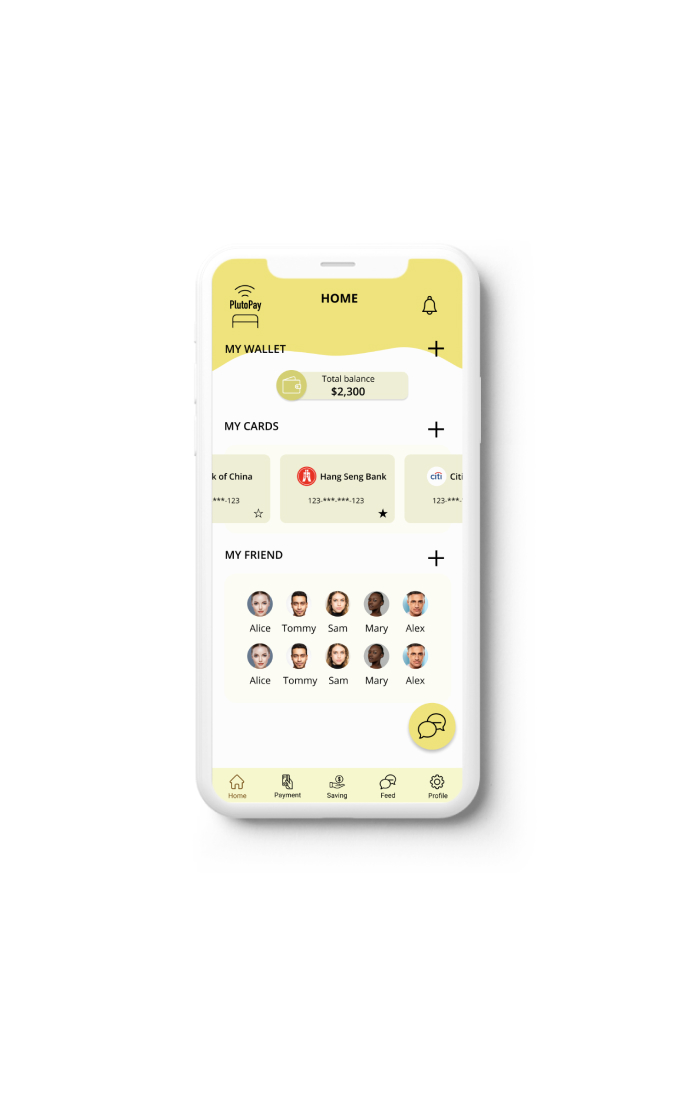 PlutoPay
HOME
MY WALLET
Total balance
$2,300
MY CARDS
k of China
Hang Seng Bank
citi
Citi
***-123
123-***-***-123
123-***-
MY FRIEND
Alice
Tommy
Sam
Mary
Alex
Alice
Tommy
Sam
Mary
Alex
Home
Payment
Saving
Feed
Profile